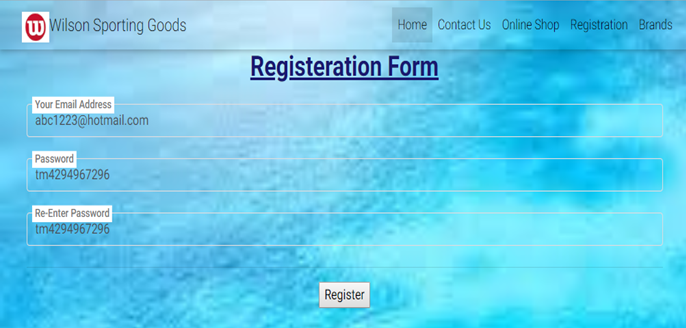 W Wilson Sporting Goods Home Contact Us Online Shop Registration Brands
Registeration Form
Your Email Address
abc1223@hotmail.com
Password
tm4294967296
Re-Enter Password
tm4294967296
Register